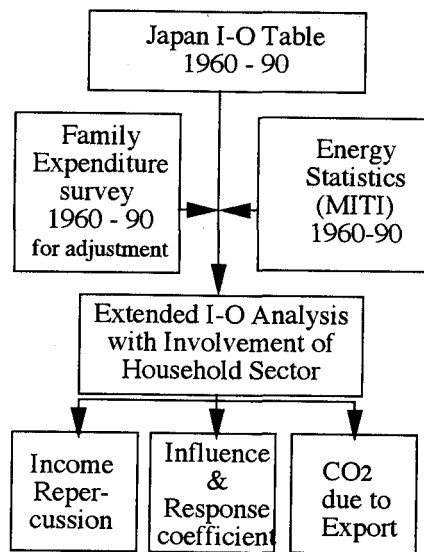 Japan I-O Table
1960 - 90
Family
Expenditure
survey
1960 - 90
for adjustment
Energy
Statistics
(MITI)
1960-90
Extended I-O Analysis
with Involvement of
Household Sector
Income
Reper-
cussion
Influence
&
Response
coefficient
CO2
due to
Export